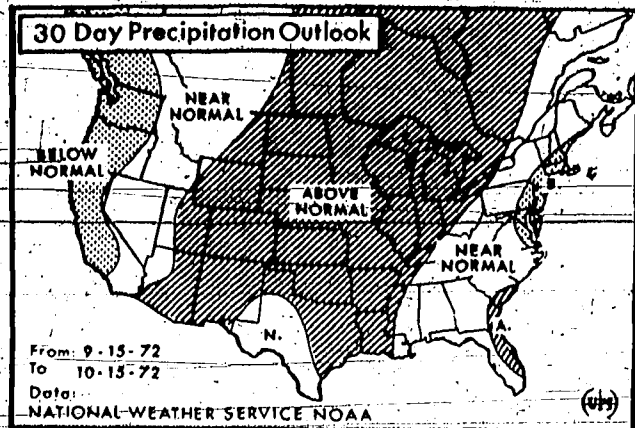 30 Day Precipitation Outlook
NEAR
NORMAL
BELOW
NORMAL
ABOVE
NORMAL
NEAR
NORMAL
N.
A.
B
From: 9-15-72
To 10-15-72
Data:
NATIONAL WEATHER SERVICE NOAA
(UPI)